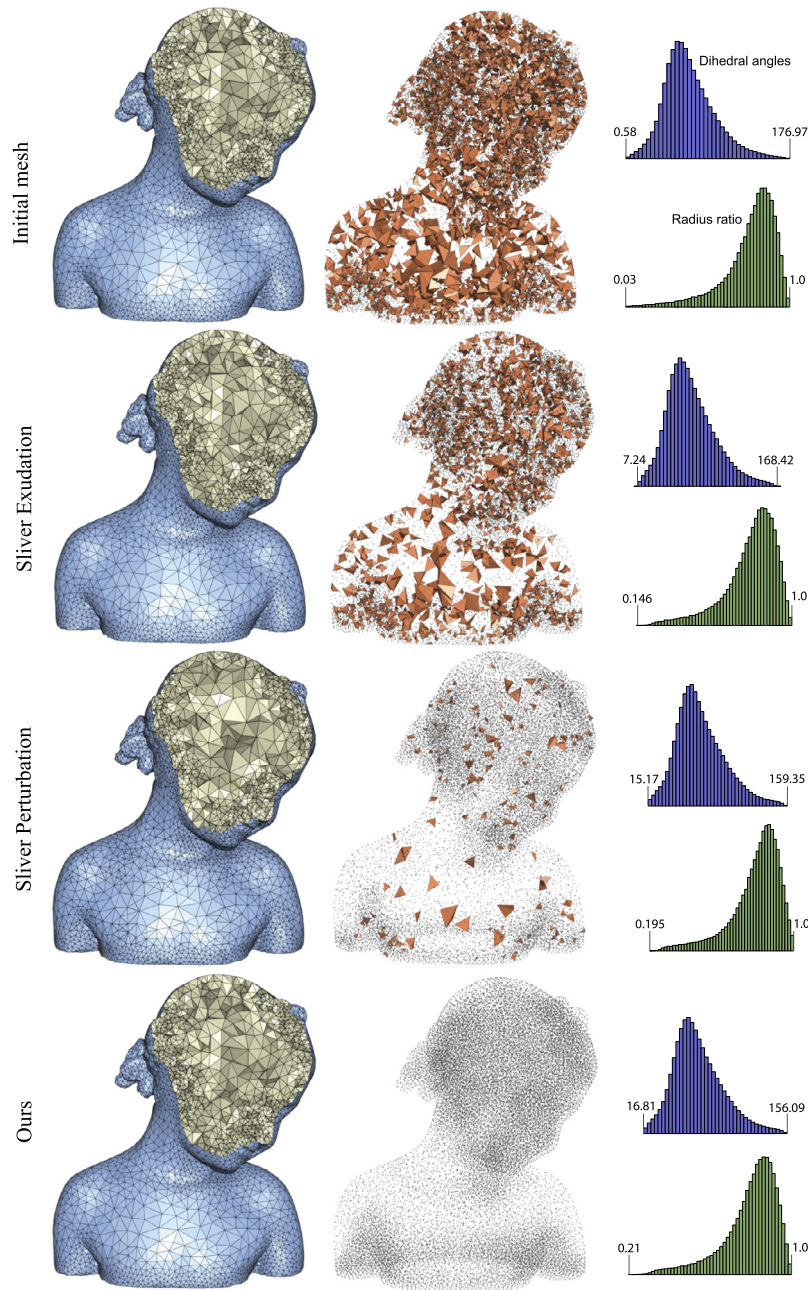 Initial mesh
Dihedral angles
0.58
176.97
Radius ratio
0.03
1.0
Sliver Exudation
7.24
168.42
0.146
1.0
Sliver Perturbation
15.17
159.35
0.195
1.0
Ours
16.81
156.09
0.21
1.0